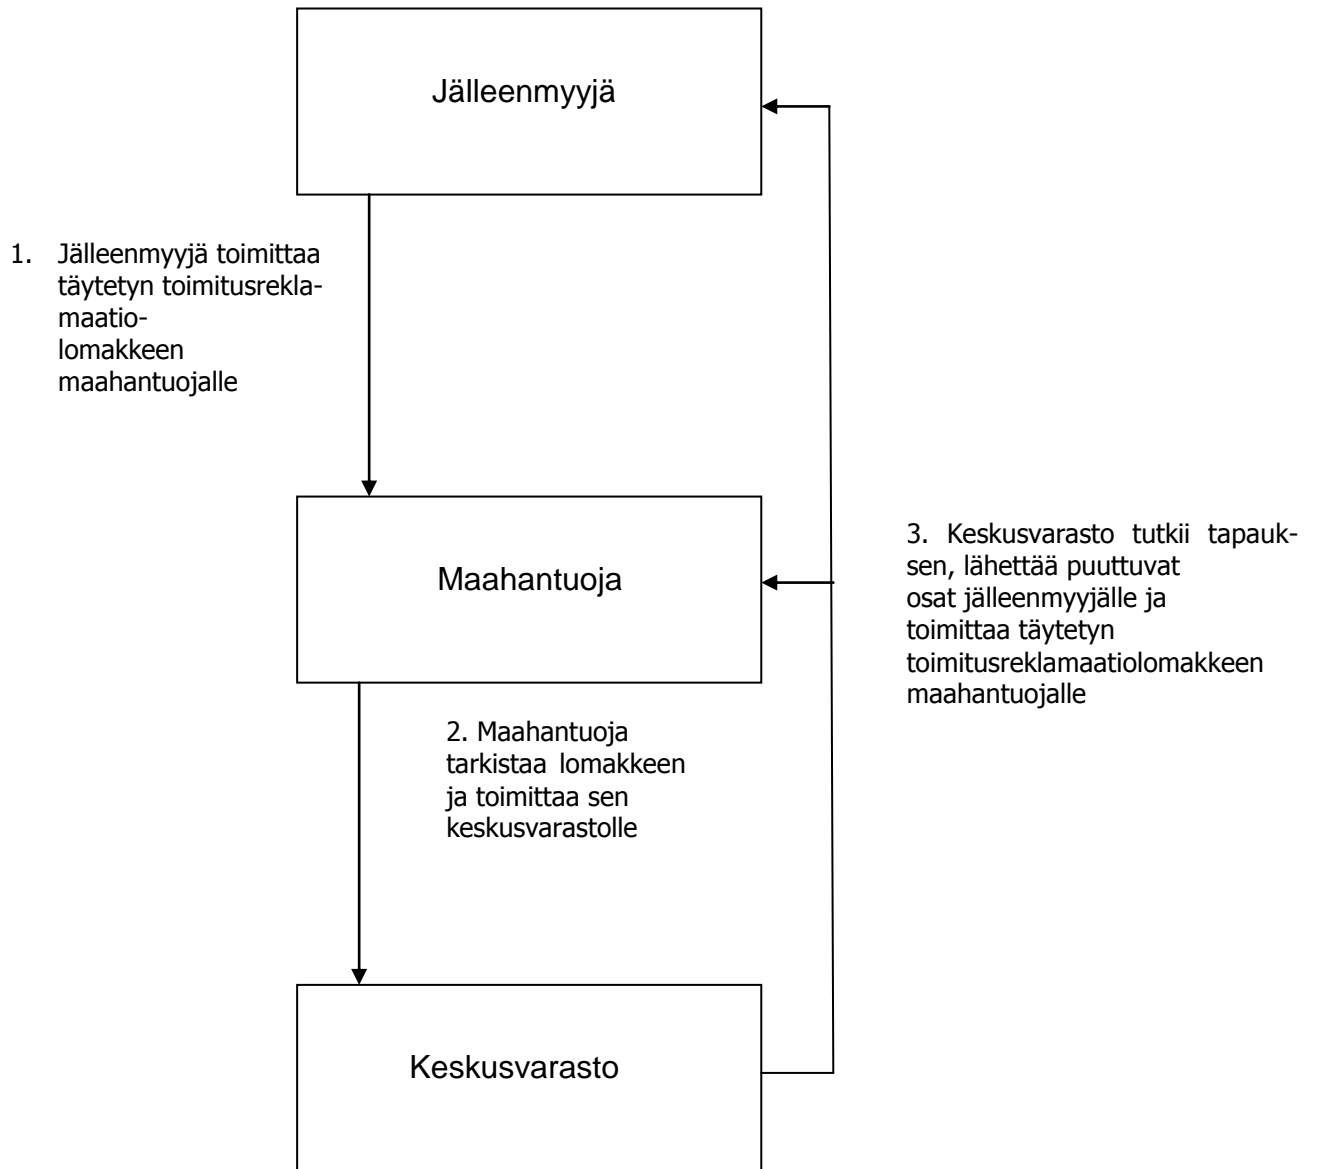 Jälleenmyyjä
1. Jälleenmyyjä toimittaa
täytetyn toimitusrekla-
maatio-
lomakkeen
maahantuojalle
Maahantuoja
3. Keskusvarasto tutkii tapauk-
sen, lähettää puuttuvat
osat jälleenmyyjälle ja
toimittaa täytetyn
toimitusreklamaatiolomakkeen
maahantuojalle
2. Maahantuoja
tarkistaa lomakkeen
ja toimittaa sen
keskusvarastolle
Keskusvarasto